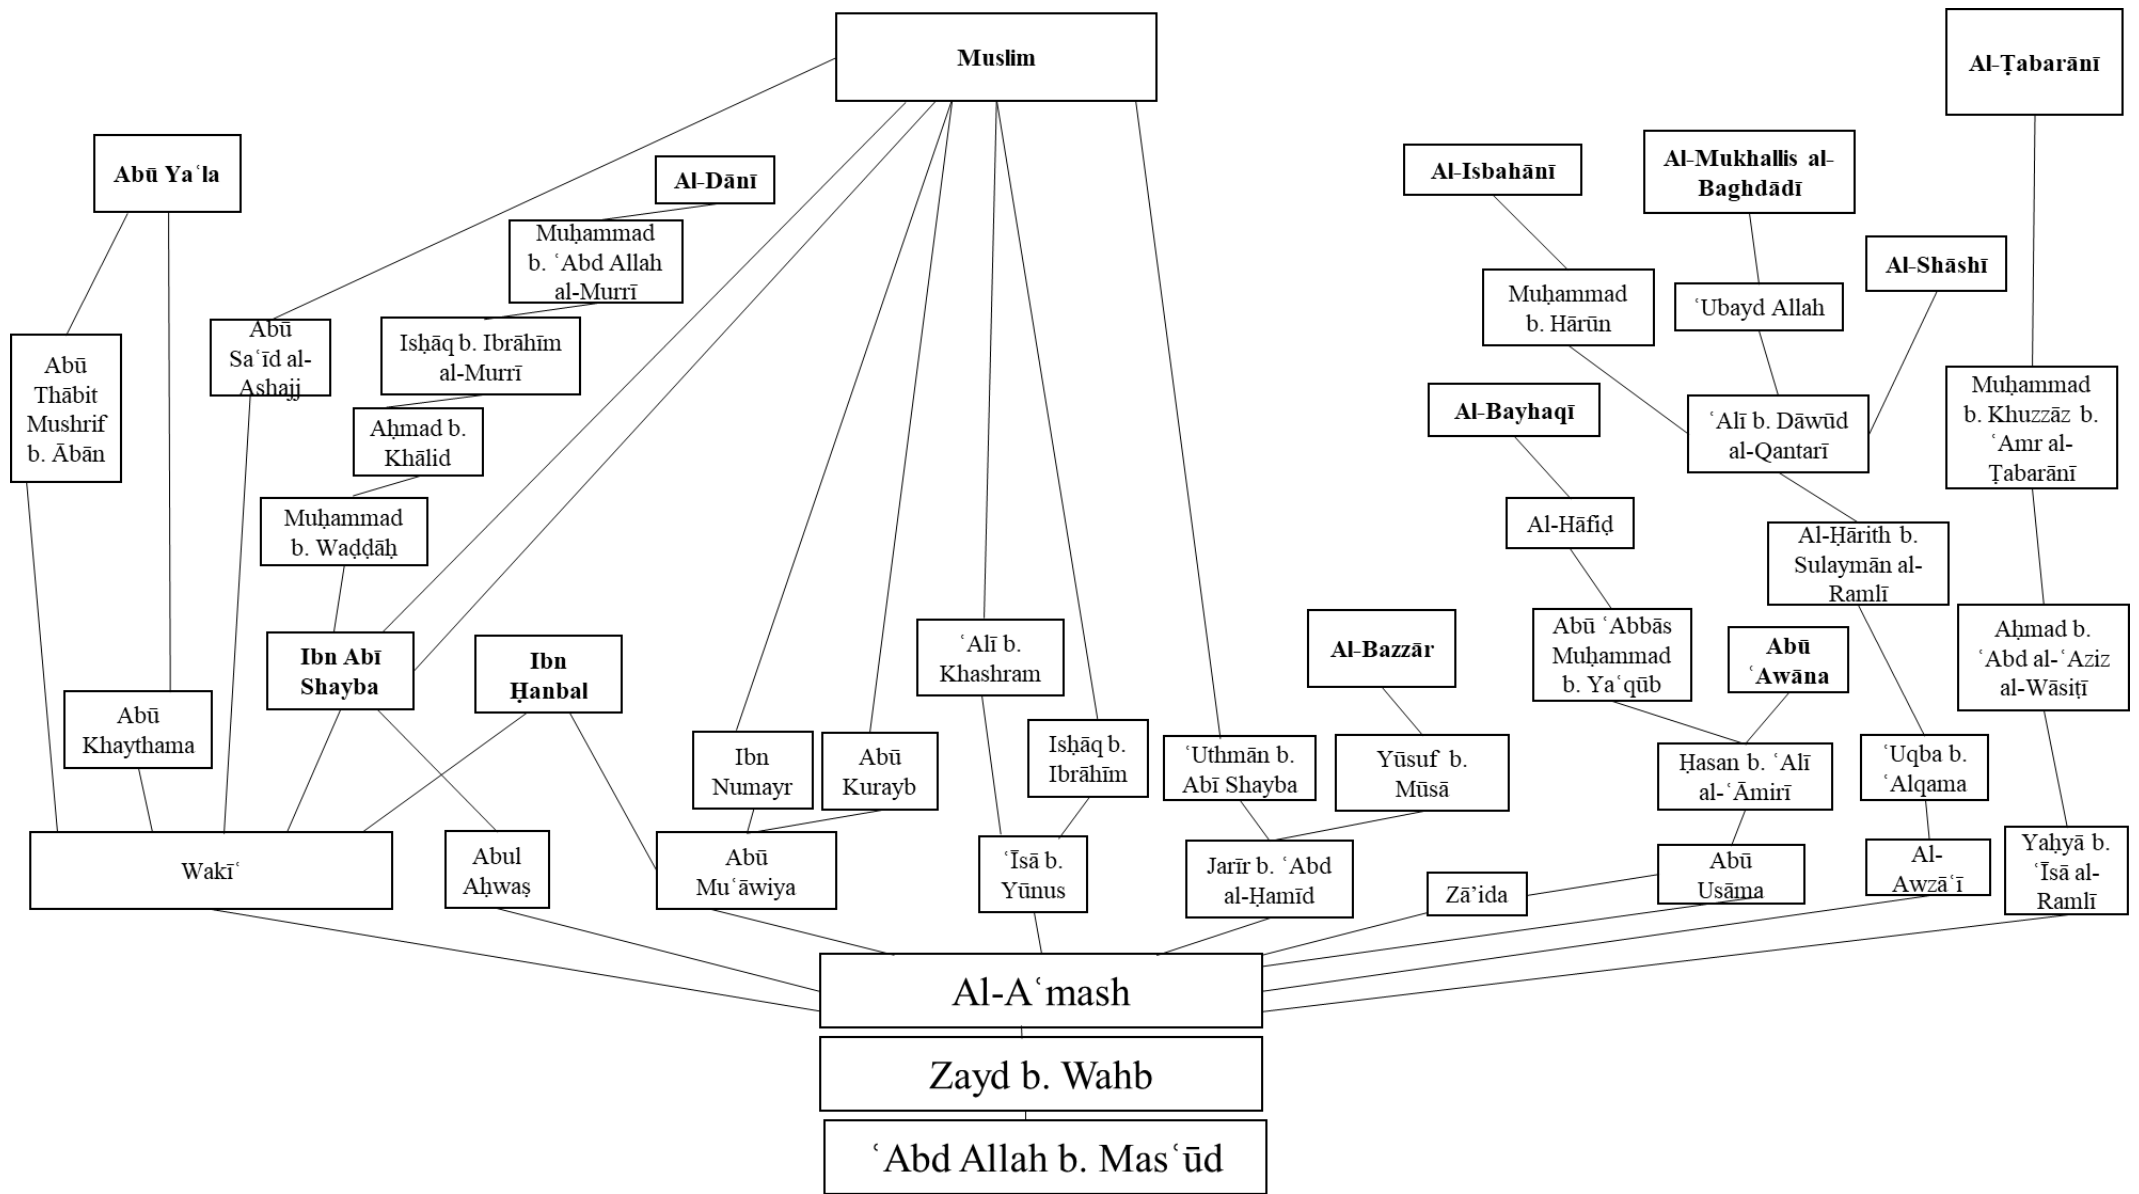 Muslim
Al-Ṭabarānī
Abū Yaʿla
Al-Dānī
Al-Isbahānī
Al-Mukhallis al-
Baghdādī
Muḥammad
b. ʿAbd Allah
al-Murrī
Al-Shāshī
Muḥammad
b. Hārūn
ʿUbayd Allah
Abū
Thābit
Mushrif
b. Ābān
Abū
Saʿīd al-
Ashajj
Isḥāq b. Ibrāhīm
al-Murrī
Aḥmad b.
Khālid
Al-Bayhaqī
ʿAlī b. Dāwūd
al-Qantarī
Muḥammad
b. Khuzzāz b.
ʿAmr al-
Ṭabarānī
Muḥammad
b. Waḍḍāḥ
Al-Hāfiḍ
Al-Ḥārith b.
Sulaymān al-
Ramlī
Ibn Abī
Shayba
Ibn
Ḥanbal
ʿAlī b.
Khashram
Al-Bazzār
Abū ʿAbbās
Muḥammad
b. Yaʿqūb
Abū
ʿAwāna
Aḥmad b.
ʿAbd al-ʿAziz
al-Wāsiṭī
Abū
Khaythama
Ibn
Numayr
Abū
Kurayb
Isḥāq b.
Ibrāhīm
ʿUthmān b.
Abī Shayba
Yūsuf b.
Mūsā
Ḥasan b. ʿAlī
al-ʿĀmirī
ʿUqba b.
ʿAlqama
Wakīʿ
Abul
Aḥwaṣ
Abū
Muʿāwiya
ʿĪsā b.
Yūnus
Jarīr b. ʿAbd
al-Ḥamīd
Zā’ida
Abū
Usāma
Al-
Awzāʿī
Yaḥyā b.
ʿĪsā al-
Ramlī
Al-Aʿmash
Zayd b. Wahb
ʿAbd Allah b. Masʿūd